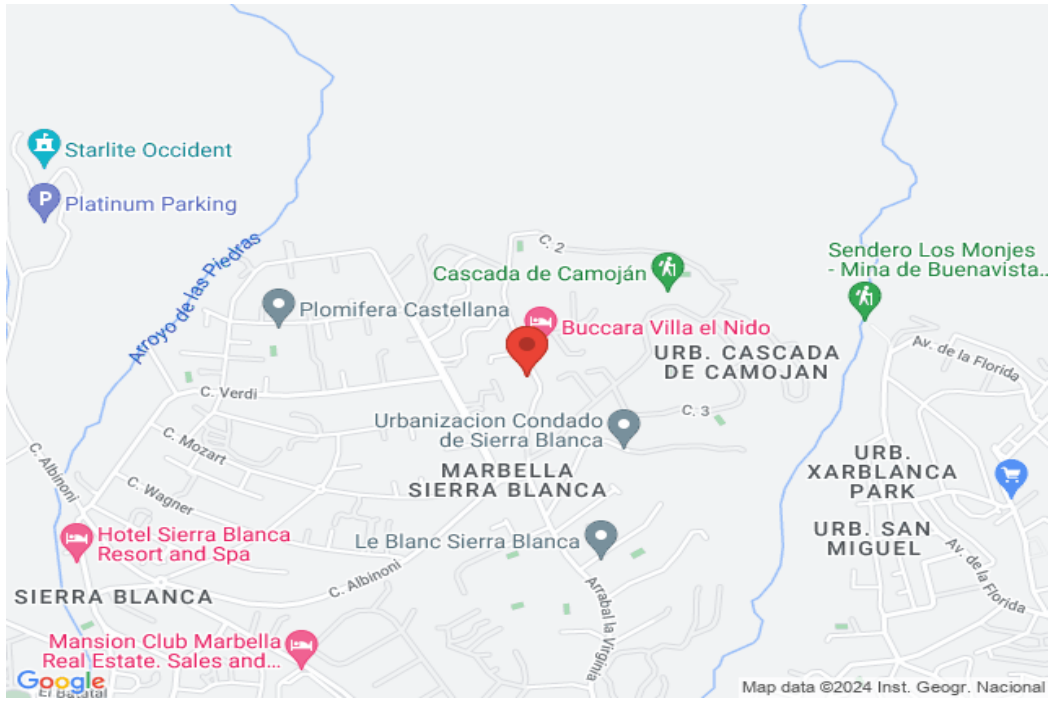 Starlite Occident
P
Platinum Parking
Arroyo de las Piedras
C. 2
Cascada de Camoján
Sendero Los Monjes
- Mina de Buenavista...
Plomifera Castellana
Buccara Villa el Nido
URB. CASCADA
DE CAMOJAN
Av. de la Florida
C. Verdi
C. 3
Urbanizacion Condado
de Sierra Blanca
C. Mozart
C. Albinoni
MARBELLA
SIERRA BLANCA
URB.
XARBLANCA
PARK
C. Wagner
Hotel Sierra Blanca
Resort and Spa
Le Blanc Sierra Blanca
URB. SAN
MIGUEL
Av. de la Florida
C. Albinoni
SIERRA BLANCA
Arrabal la Virginia
Mansion Club Marbella
Real Estate. Sales and...
Google
El Batatal
Map data ©2024 Inst. Geogr. Nacional